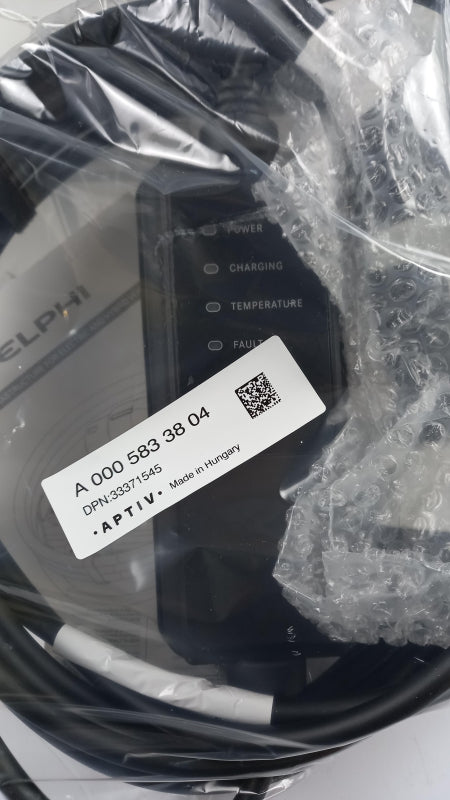 POWER
CHARGING
TEMPERATURE
FAULT
ELPHI
A 000 583 38 04
DPN:33371545
•APTIV• Made in Hungary